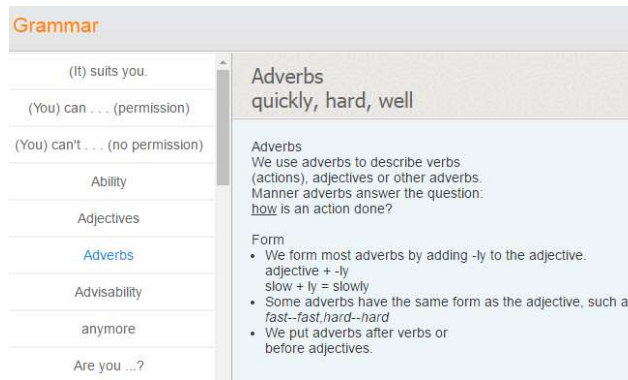 Grammar
(It) suits you.
(You) can . . . (permission)
(You) can't . . . (no permission)
Ability
Adjectives
Adverbs
Advisability
anymore
Are you ...?
Adverbs
quickly, hard, well
Adverbs
We use adverbs to describe verbs
(actions), adjectives or other adverbs.
Manner adverbs answer the question:
how is an action done?
Form
• We form most adverbs by adding -ly to the adjective.
adjective + -ly
slow + ly = slowly
• Some adverbs have the same form as the adjective, such a
fast--fast,hard--hard
• We put adverbs after verbs or
before adjectives.